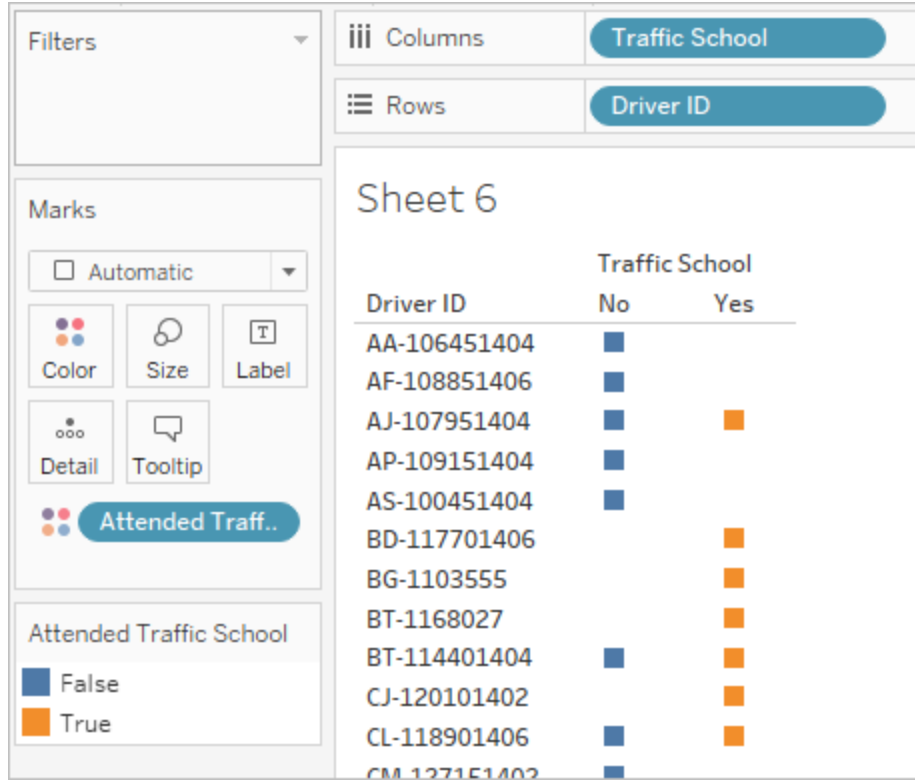 Filters
Columns
Traffic School
Rows
Driver ID
Marks
Automatic
Color
Size
Label
Detail
Tooltip
Attended Traff..
Attended Traffic School
False
True
Sheet 6
Traffic School
Driver ID No Yes
AA-106451404
AF-108851406
AJ-107951404
AP-109151404
AS-100451404
BD-117701406
BG-1103555
BT-1168027
BT-114401404
CJ-120101402
CL-118901406